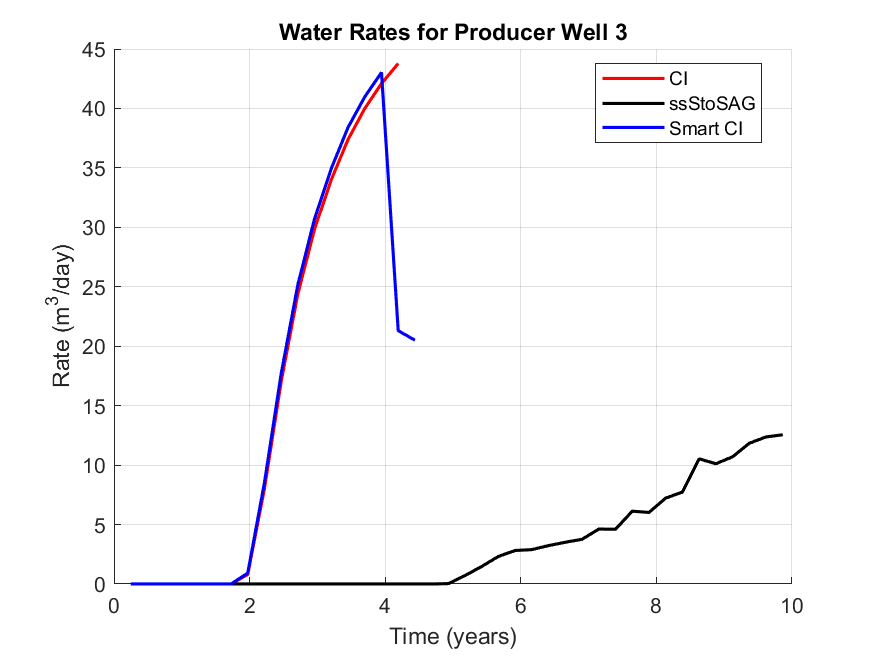 Water Rates for Producer Well 3
45
40
35
30
25
20
15
10
5
0
Rate (m³/day)
CI
ssStoSAG
Smart CI
0 2 4 6 8 10
Time (years)